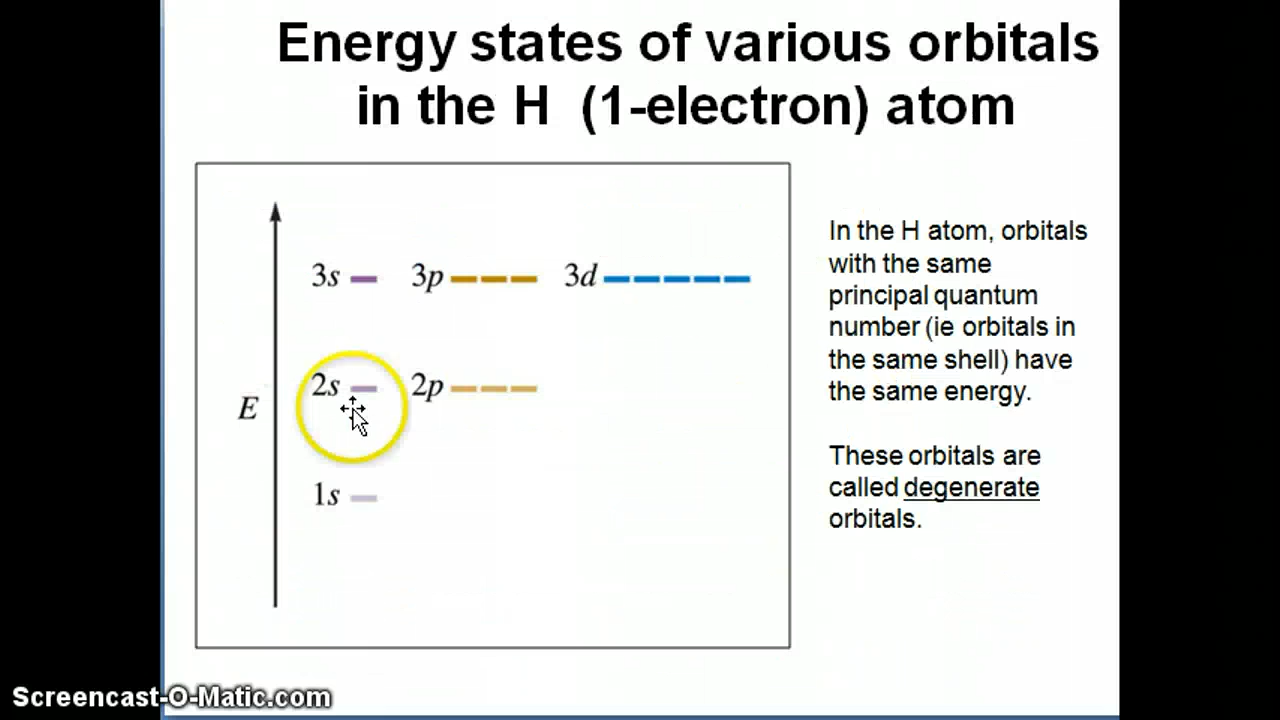 Energy states of various orbitals
in the H (1-electron) atom
3s 3p 3d
2s 2p
E
1s
In the H atom, orbitals
with the same
principal quantum
number (ie orbitals in
the same shell) have
the same energy.
These orbitals are
called degenerate
orbitals.
Screencast-O-Matic.com